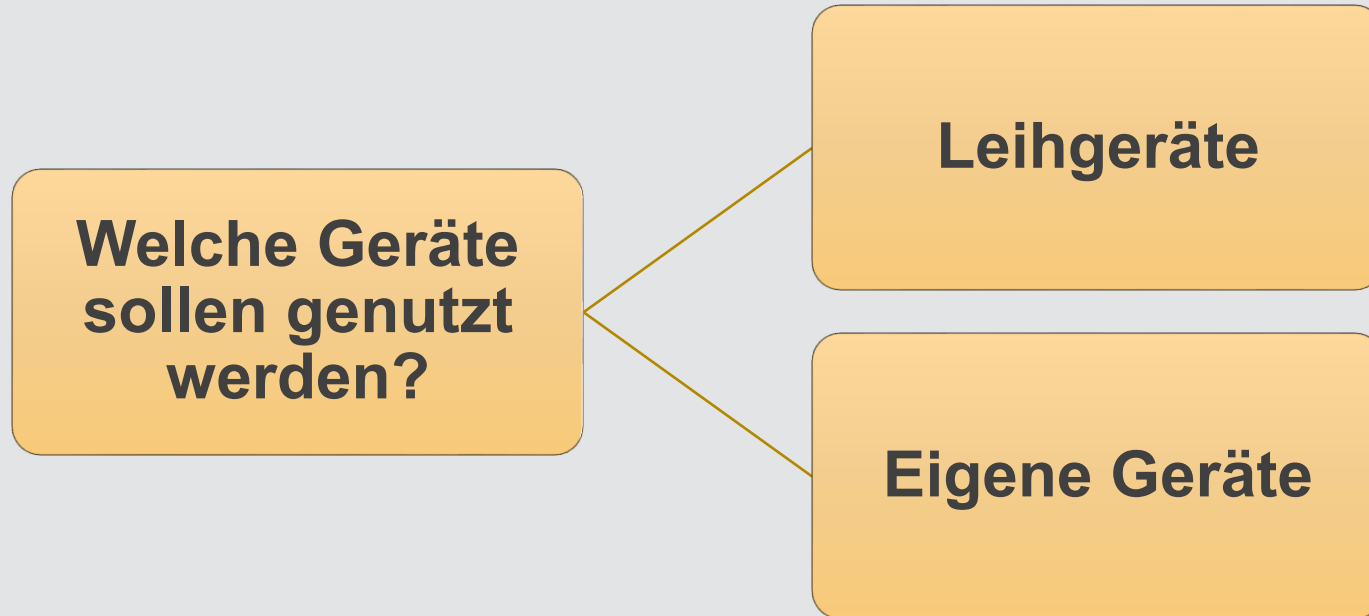 Welche Geräte
sollen genutzt
werden?
Leihgeräte
Eigene Geräte